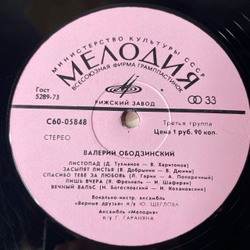 МИНИСТЕРСТВО КУЛЬТУРЫ СССР
МЕЛОДИЯ
ВСЕСОЮЗНАЯ ФИРМА ГРАМПЛАСТИНОК
Гост
5289-73
РИЖСКИЙ ЗАВОД
33
С60-05848
Третья группа
СТЕРЕО
Цена 1 руб. 90 коп.
ВАЛЕРИЙ ОБОДЗИНСКИЙ
ЛИСТОПАД (Д. Тухманов — В. Харитонов)
ЗАСЫПЕТ ЛИСТЬЯ (В. Добрынин — В. Дюнин)
СПАСИБО ТЕБЕ ЗА ЛЮБОВЬ (Л. Гарин — А. Поперечный)
ЛИШЬ ВЧЕРА (Я. Френкель — И. Шаферан)
ВЕЧНЫЙ ВАЛЬС (Н. Богословский — И. Кохановский)
Вокально-инстр. ансамбль
«Верные друзья» п/у Ю. ЩЕГЛОВА
Ансамбль «Мелодия»
п/у Г. ГАРАНЯНА